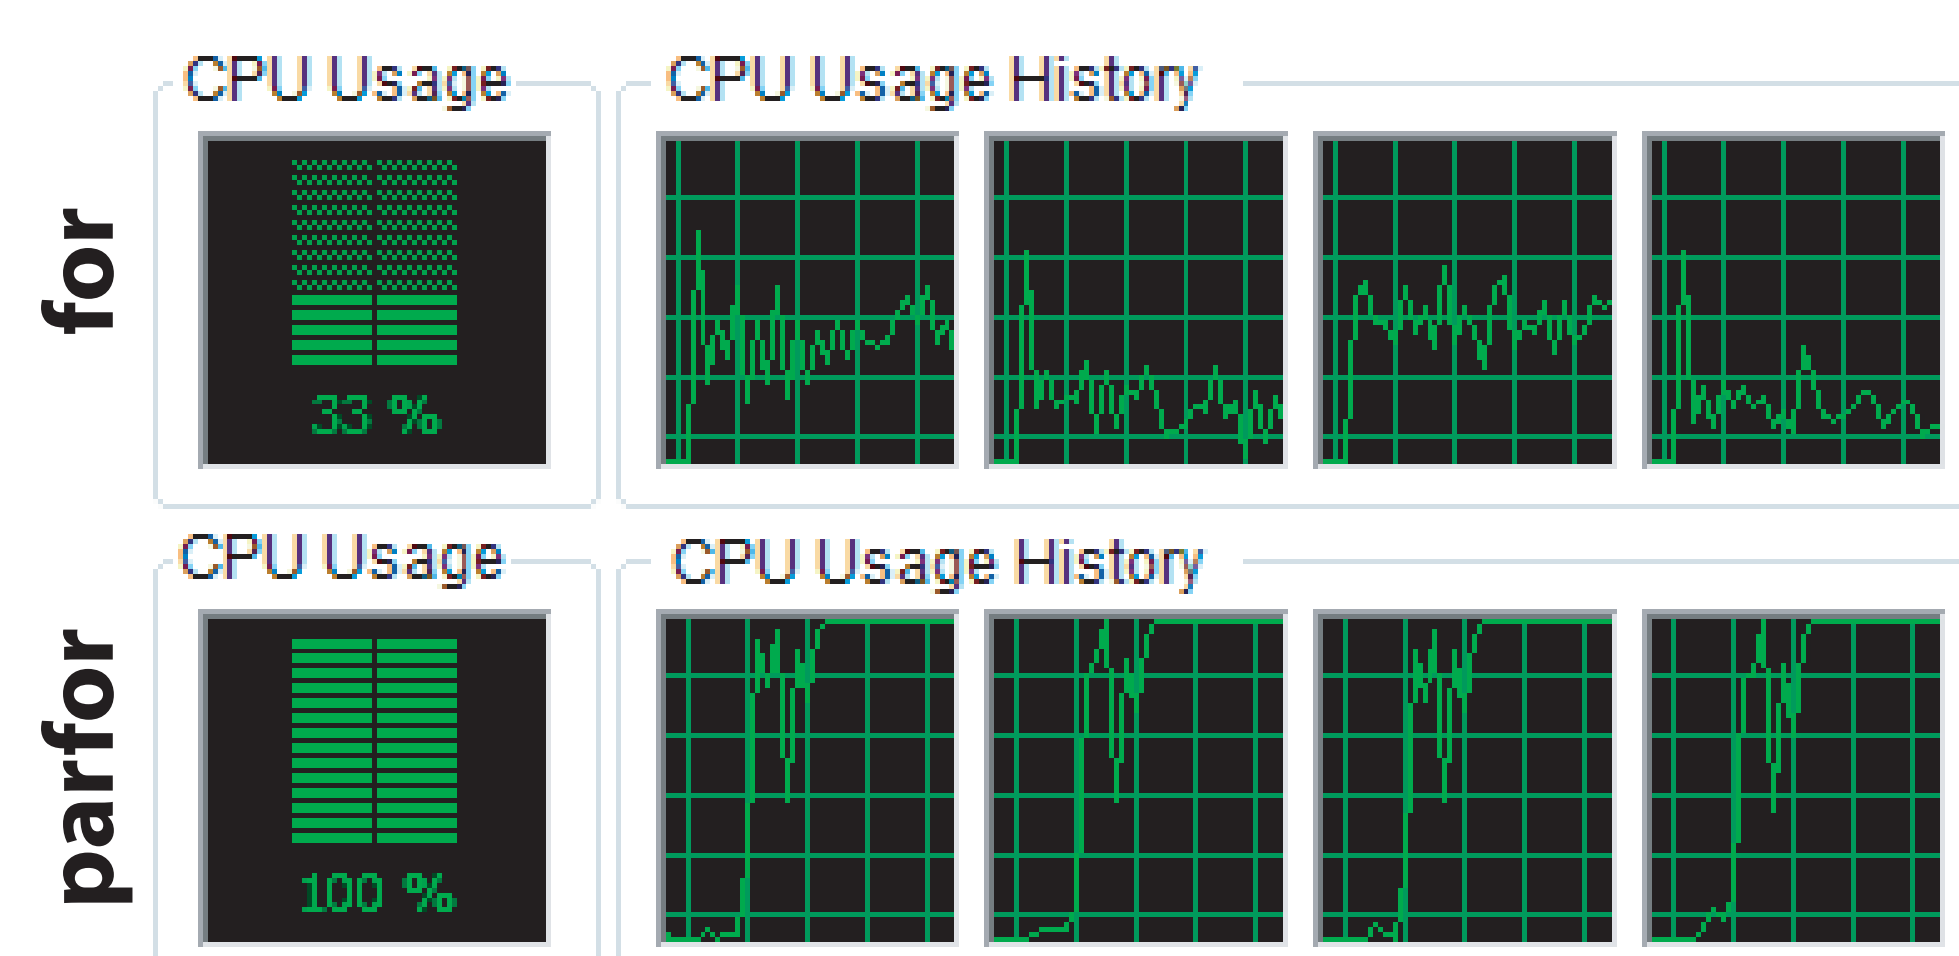 for
CPU Usage
CPU Usage History
33 %
parfor
CPU Usage
CPU Usage History
100 %